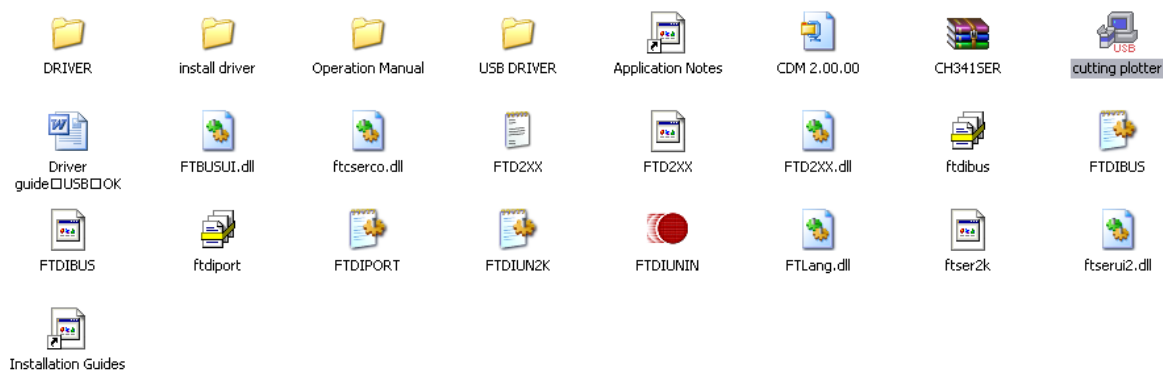 DRIVER
install driver
Operation Manual
USB DRIVER
Application Notes
CDM 2.00.00
CH341SER
USB
cutting plotter
Driver
guide□USB□OK
FTBUSUI.dll
ftcserco.dll
FTD2XX
FTD2XX
FTD2XX.dll
ftdibus
FTDIBUS
FTDIBUS
ftdiport
FTDIPORT
FTDIUN2K
FTDIUNIN
FTLang.dll
ftser2k
ftserui2.dll
Installation Guides